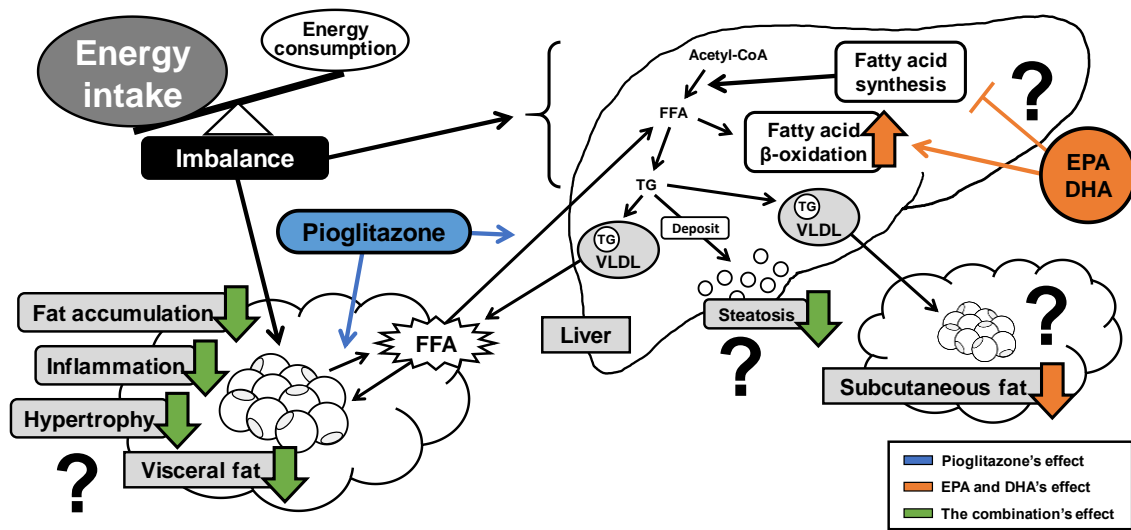 Energy
intake
Energy
consumption
Imbalance
Acetyl-CoA
Fatty acid
synthesis
?
FFA
Fatty acid
β-oxidation
EPA
DHA
TG
Pioglitazone
Deposit
TG
VLDL
TG
VLDL
Fat accumulation
Inflammation
Hypertrophy
Visceral fat
?
FFA
Liver
Steatosis
?
?
Subcutaneous fat
Pioglitazone's effect
EPA and DHA's effect
The combination's effect